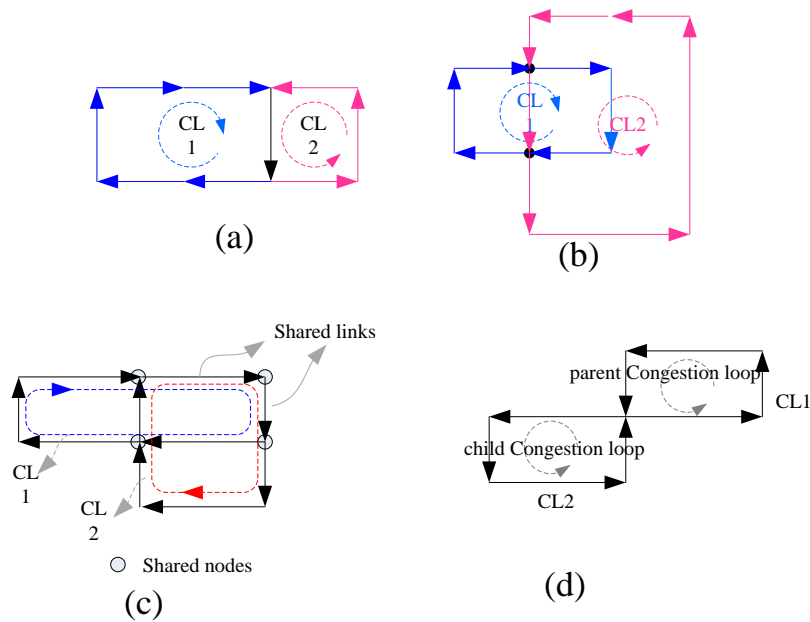 CL
1
CL
2
(a)
CL
1
CL2
(b)
Shared links
CL
1
CL
2
Shared nodes
(c)
parent Congestion loop
CL1
child Congestion loop
CL2
(d)